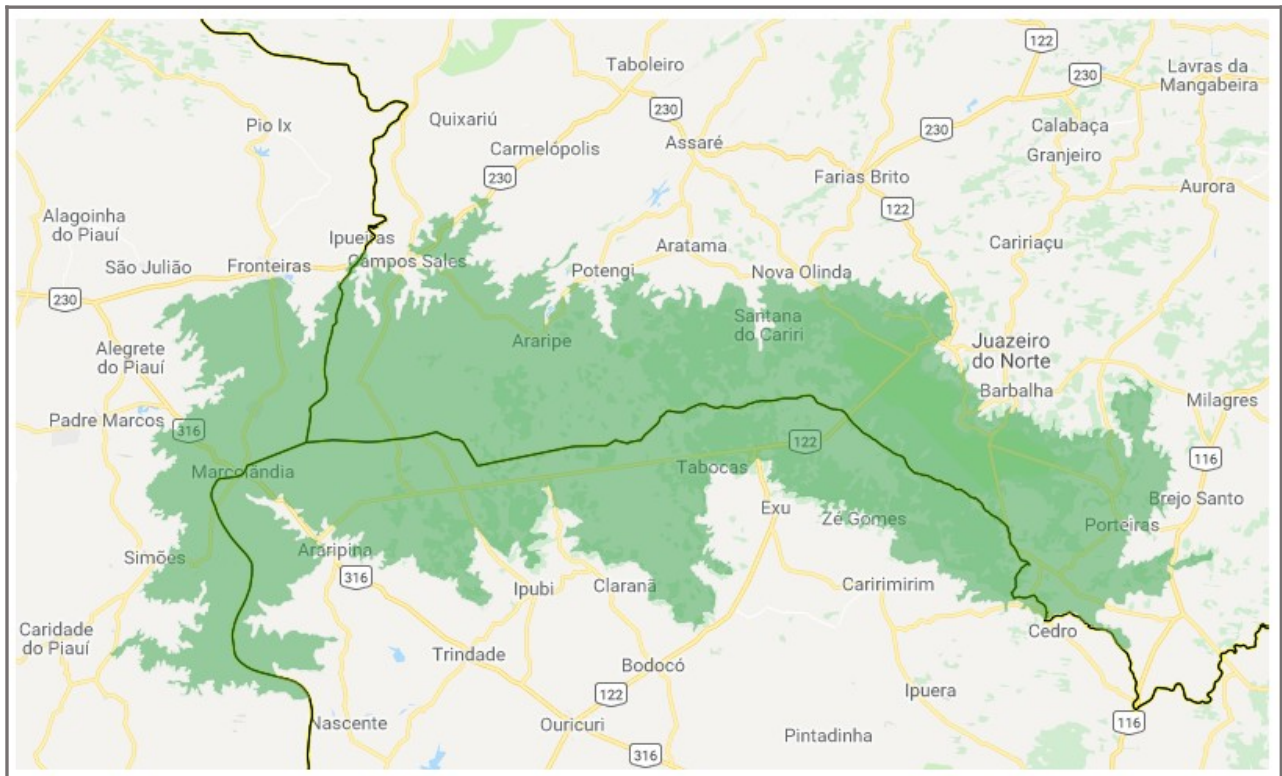 122
Taboleiro
230
Lavras da
Mangabeira
230
Quixariú
Pio Ix
230
Calabaça
Carmelópolis
Assaré
Granjeiro
230
Farias Brito
Aurora
122
Alagoinha
do Piauí
Ipueiras
Aratama
Caririaçu
São Julião
Fronteiras
Campos Sales
Potengi
Nova Olinda
230
Santana
do Cariri
Araripe
Juazeiro
do Norte
Alegrete
do Piauí
Barbalha
Milagres
Padre Marcos
316
122
116
Marcolândia
Tabocas
Brejo Santo
Exu
Zé Gomes
Porteiras
Araripina
Simões
316
Ipubi
Claranã
Caririmirim
Caridade
do Piauí
Cedro
Trindade
Bodocó
122
Ipuera
Nascente
Ouricuri
116
Pintadinha
316